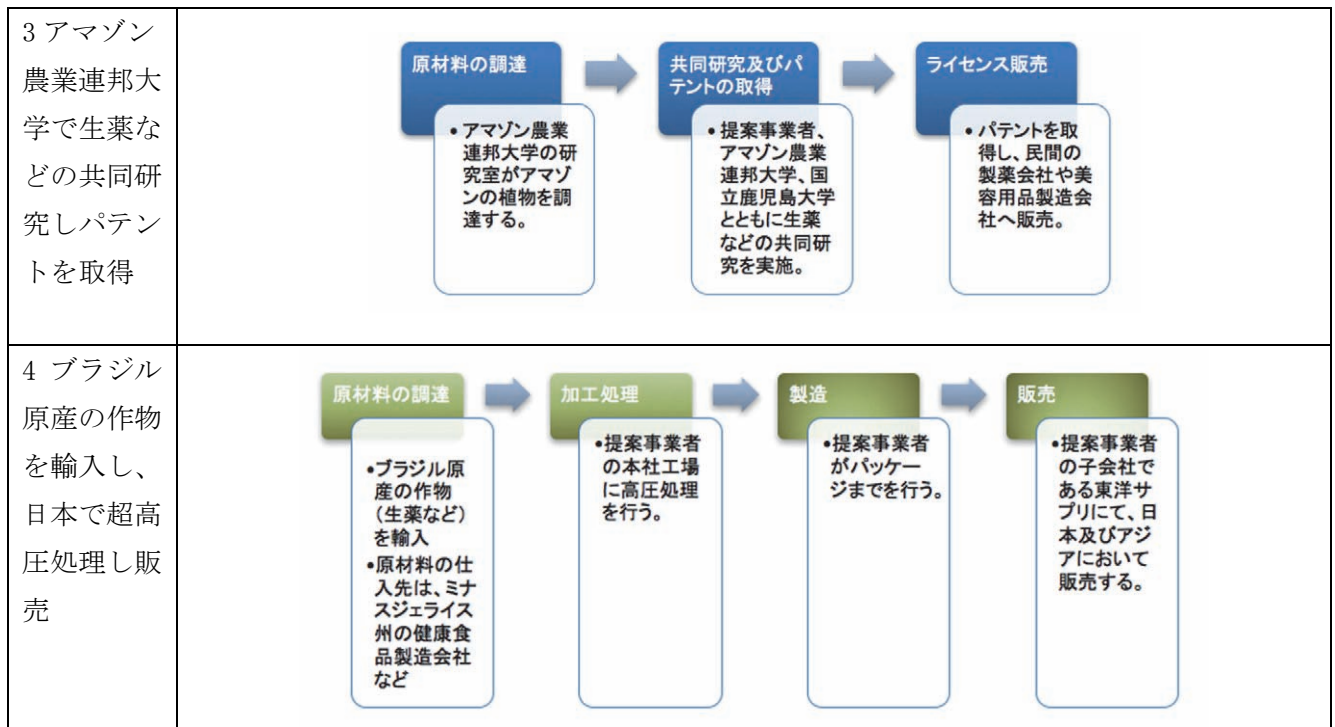 3 アマゾン
農業連邦大
学で生薬な
どの共同研
究しパテン
トを取得
原材料の調達
• アマゾン農業
連邦大学の研
究室がアマゾ
ンの植物を調
達する。
共同研究及びパ
テントの取得
• 提案事業者、
アマゾン農業
連邦大学、国
立鹿児島大学
とともに生薬
などの共同研
究を実施。
ライセンス販売
• パテントを取
得し、民間の
製薬会社や美
容用品製造会
社へ販売。
4 ブラジル
原産の作物
を輸入し、
日本で超高
圧処理し販
売
原材料の調達
•ブラジル原
産の作物
（生薬など）
を輸入
•原材料の仕
入先は、ミナ
スジェライス
州の健康食
品製造会社
など
加工処理
•提案事業者
の本社工場
に高圧処理
を行う。
製造
•提案事業者
がパッケー
ジまでを行う。
販売
•提案事業者
の子会社で
ある東洋サ
プリにて、日
本及びアジ
アにおいて
販売する。